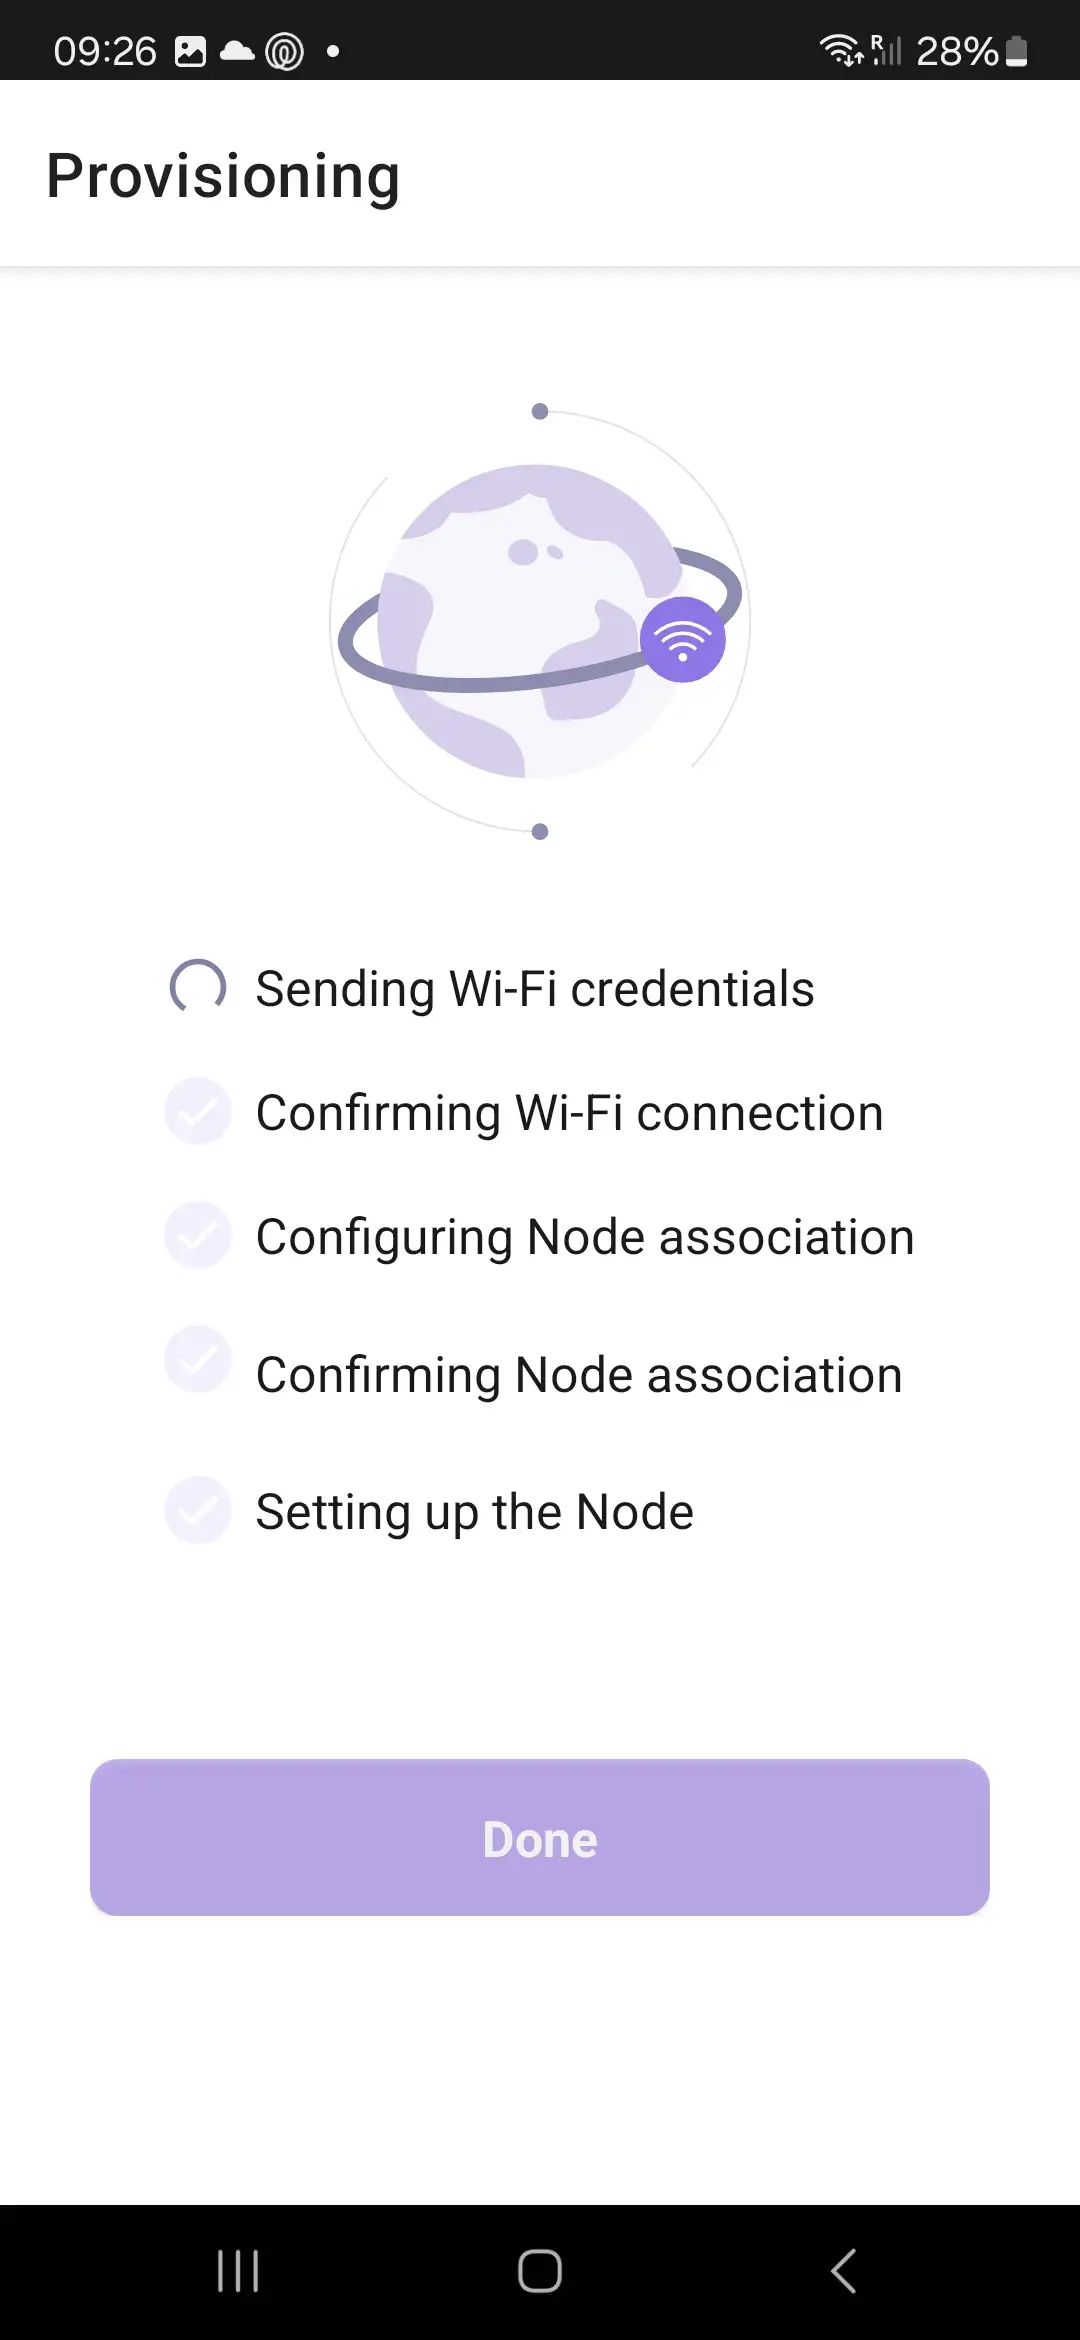 09:26
R 28%
Provisioning
Sending Wi-Fi credentials
Confirming Wi-Fi connection
Configuring Node association
Confirming Node association
Setting up the Node
Done